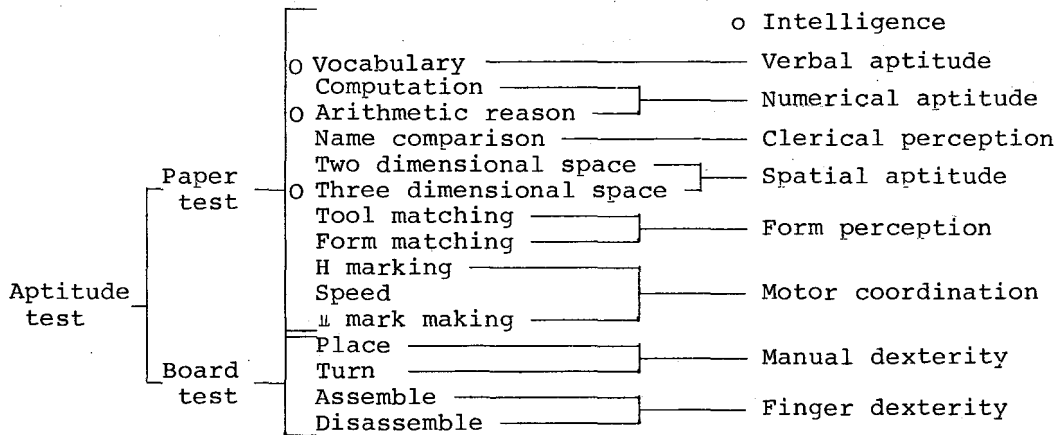 o Intelligence
o Vocabulary Verbal aptitude
Computation
Numerical aptitude
o Arithmetic reason
Name comparison Clerical perception
Two dimensional space
Paper Spatial aptitude
test o Three dimensional space
Tool matching
Form perception
Form matching
H marking
Aptitude Speed Motor coordination
test ⫫ mark making
Place
Board Manual dexterity
test Turn
Assemble
Finger dexterity
Disassemble